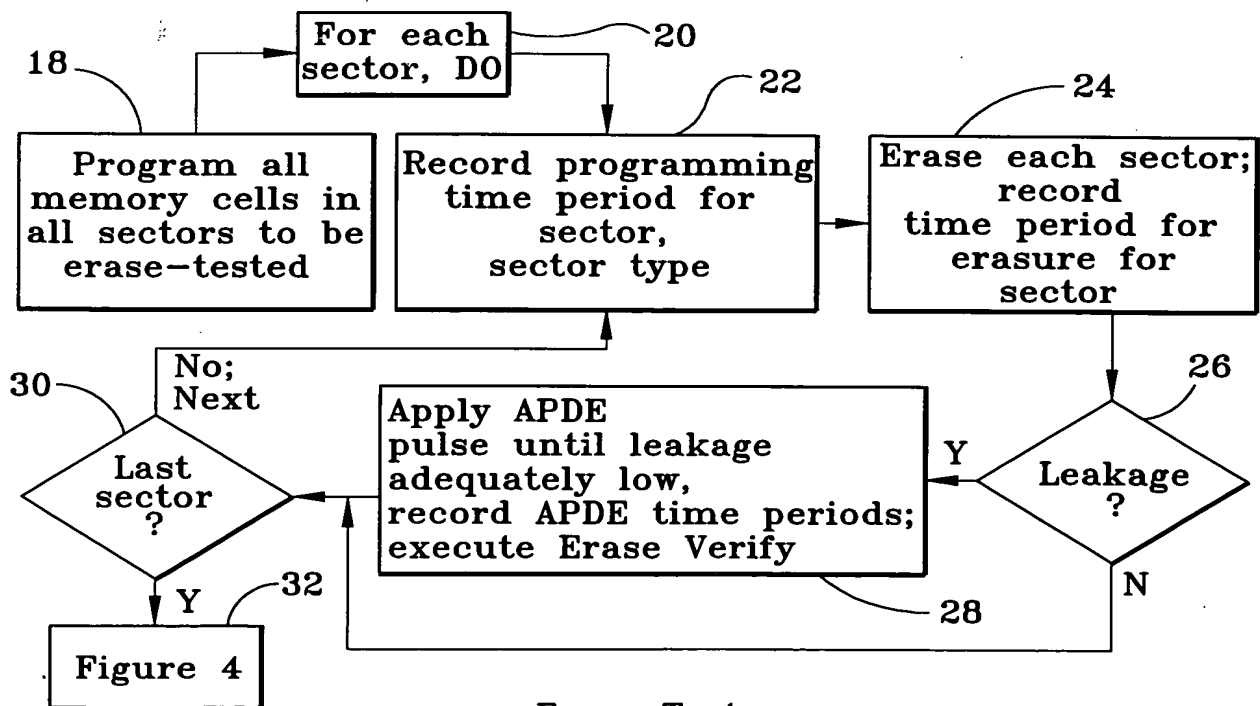 For each
sector, DO
20
18
22
24
Program all
memory cells in
all sectors to be
erase-tested
Record programming
time period for
sector,
sector type
Erase each sector;
record
time period for
erasure for
sector
No;
Next
30
26
Last
sector
?
Apply APDE
pulse until leakage
adequately low,
record APDE time periods;
execute Erase Verify
Y
Leakage
?
N
28
Y
32
Figure 4